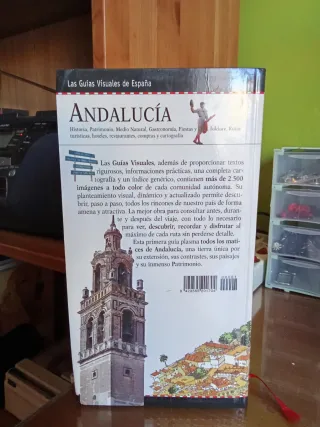 Las Guías Visuales de España
ANDALUCÍA
Historia, Patrimonio, Medio Natural, Gastronomía, Fiestas y Folklore, Rutas
turísticas, hoteles, restaurantes, compras y cartografía
Las Guías Visuales, además de proporcionar textos
rigurosos, informaciones prácticas, una completa car-
tografía y un índice genérico, contienen más de 2.500
imágenes a todo color de cada comunidad autónoma. Su
planteamiento visual, dinámico y actualizado permite descu-
brir, paso a paso, todos los rincones de nuestro país de forma
amena y atractiva. La mejor obra para consultar antes, duran-
te y después del viaje, con todo lo necesario
para ver, descubrir, recordar y disfrutar al
máximo de cada ruta sin perderse detalle.
Esta primera guía plasma todos los mati-
ces de Andalucía, una tierra única por
su extensión, sus contrastes, sus paisajes
y su inmenso Patrimonio.